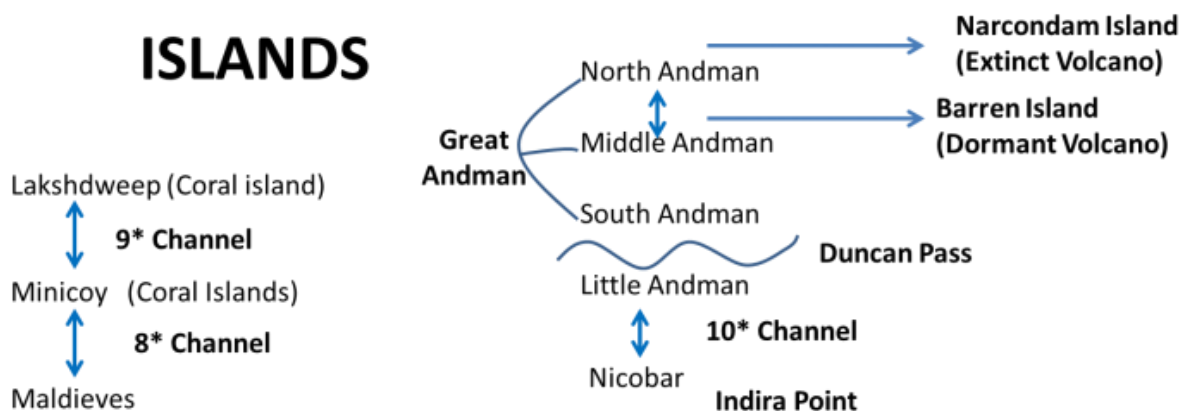 ISLANDS
Lakshdweep (Coral island)
9* Channel
Minicoy (Coral Islands)
8* Channel
Maldieves
Great
Andman
North Andman
Middle Andman
South Andman
Little Andman
Nicobar
Narcondam Island
(Extinct Volcano)
Barren Island
(Dormant Volcano)
Duncan Pass
10* Channel
Indira Point